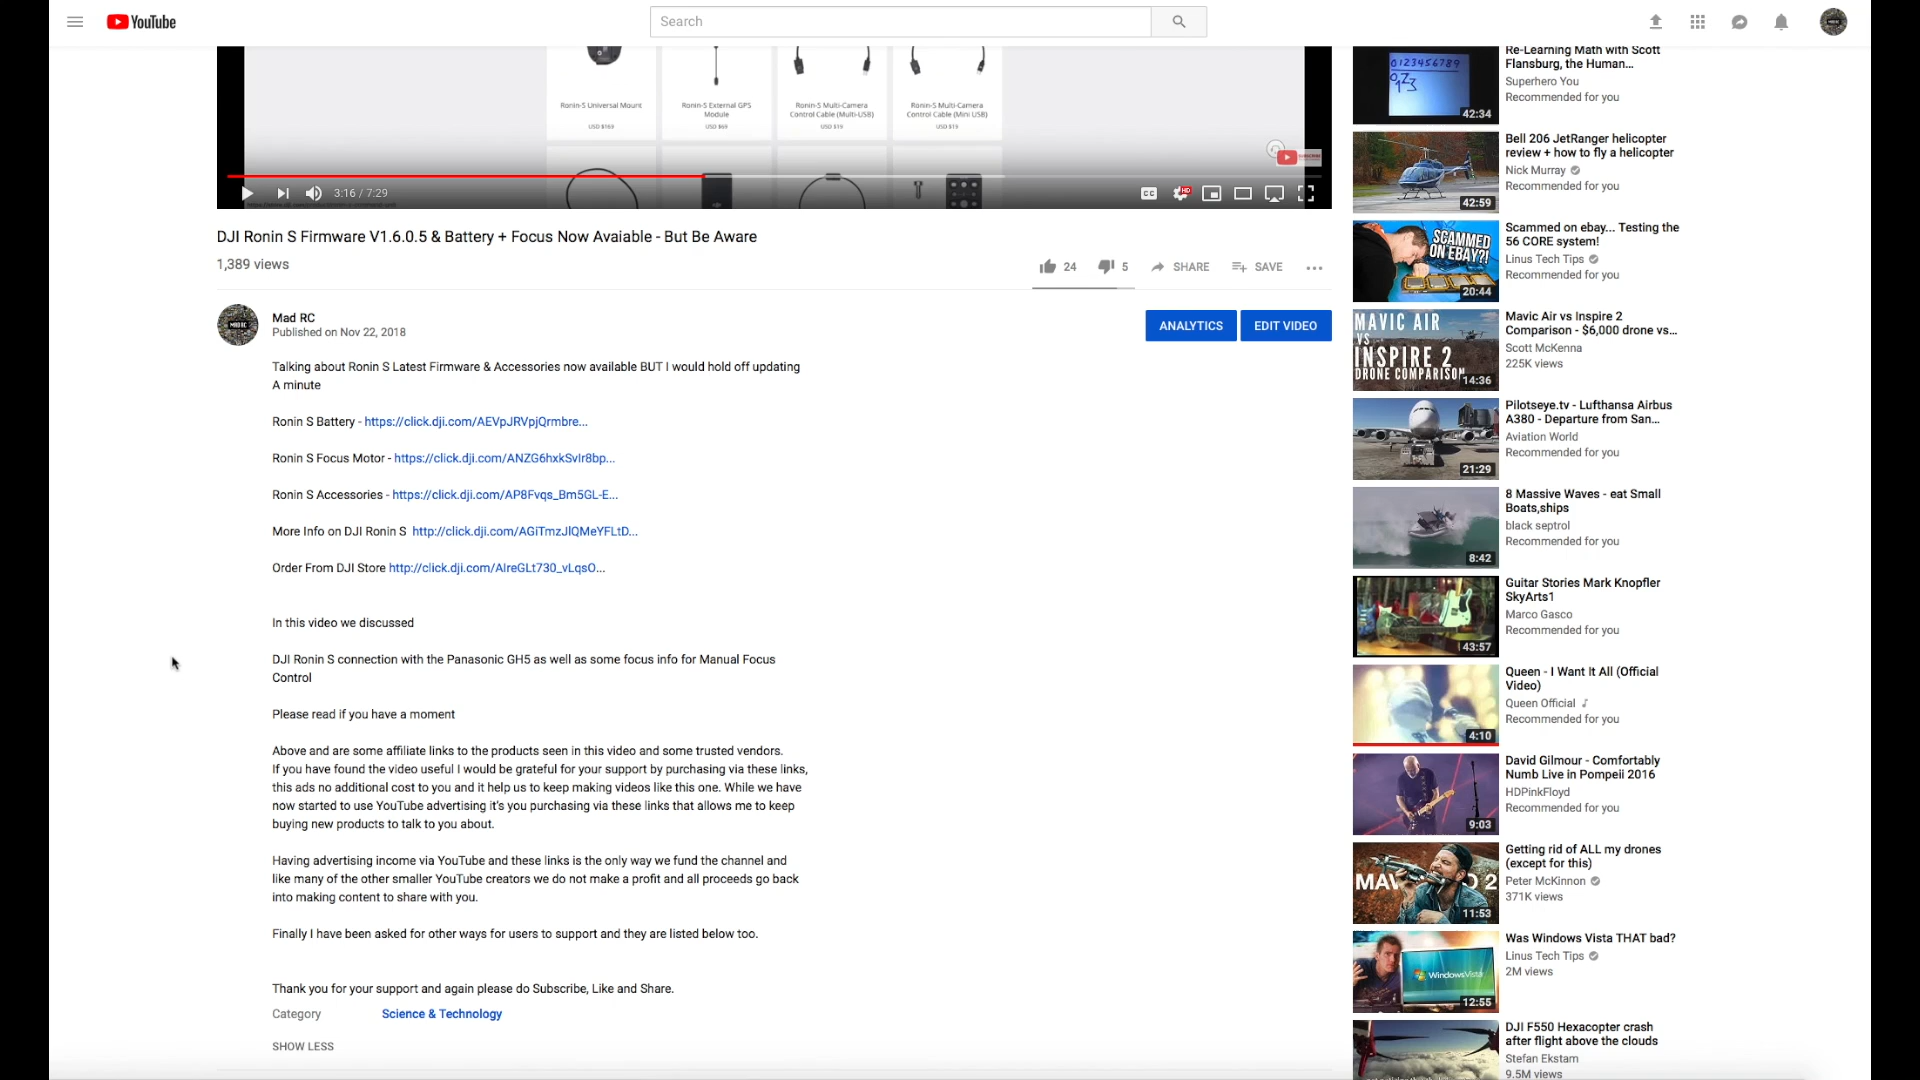 YouTube
Search
Ronin-S Universal Mount
USD $169
Ronin-S External GPS
Module
USD $69
Ronin-S Multi-Camera
Control Cable (Multi-USB)
USD $19
Ronin-S Multi-Camera
Control Cable (Mini USB)
USD $19
3:16 / 7:29
CC
HD
DJI Ronin S Firmware V1.6.0.5 & Battery + Focus Now Avaiable - But Be Aware
1,389 views
24
5
SHARE
SAVE
Mad RC
Published on Nov 22, 2018
ANALYTICS
EDIT VIDEO
Talking about Ronin S Latest Firmware & Accessories now available BUT I would hold off updating
A minute
Ronin S Battery - https://click.dji.com/AEVpJRVpjQrmbre...
Ronin S Focus Motor - https://click.dji.com/ANZG6hxkSvIr8bp...
Ronin S Accessories - https://click.dji.com/AP8Fvqs_Bm5GL-E...
More Info on DJI Ronin S http://click.dji.com/AGiTmzJlQMeYFLtD...
Order From DJI Store http://click.dji.com/AIreGLt730_vLqsO...
In this video we discussed
DJI Ronin S connection with the Panasonic GH5 as well as some focus info for Manual Focus
Control
Please read if you have a moment
Above and are some affiliate links to the products seen in this video and some trusted vendors.
If you have found the video useful I would be grateful for your support by purchasing via these links,
this ads no additional cost to you and it help us to keep making videos like this one. While we have
now started to use YouTube advertising it's you purchasing via these links that allows me to keep
buying new products to talk to you about.
Having advertising income via YouTube and these links is the only way we fund the channel and
like many of the other smaller YouTube creators we do not make a profit and all proceeds go back
into making content to share with you.
Finally I have been asked for other ways for users to support and they are listed below too.
Thank you for your support and again please do Subscribe, Like and Share.
Category
Science & Technology
SHOW LESS
Re-Learning Math with Scott
Flansburg, the Human...
Superhero You
Recommended for you
0123456789
42:34
Bell 206 JetRanger helicopter
review + how to fly a helicopter
Nick Murray
Recommended for you
42:59
Scammed on ebay... Testing the
56 CORE system!
Linus Tech Tips
Recommended for you
SCAMMED
ON EBAY?!
20:44
Mavic Air vs Inspire 2
Comparison - $6,000 drone vs...
Scott McKenna
225K views
MAVIC AIR
VS
INSPIRE 2
DRONE COMPARISON
14:36
Pilotseye.tv - Lufthansa Airbus
A380 - Departure from San...
Aviation World
Recommended for you
21:29
8 Massive Waves - eat Small
Boats,ships
black septrol
Recommended for you
8:42
Guitar Stories Mark Knopfler
SkyArts1
Marco Gasco
Recommended for you
43:57
Queen - I Want It All (Official
Video)
Queen Official
Recommended for you
4:10
David Gilmour - Comfortably
Numb Live in Pompeii 2016
HDPinkFloyd
Recommended for you
9:03
Getting rid of ALL my drones
(except for this)
Peter McKinnon
371K views
11:53
Was Windows Vista THAT bad?
Linus Tech Tips
2M views
WindowsVista
12:55
DJI F550 Hexacopter crash
after flight above the clouds
Stefan Ekstam
9.5M views